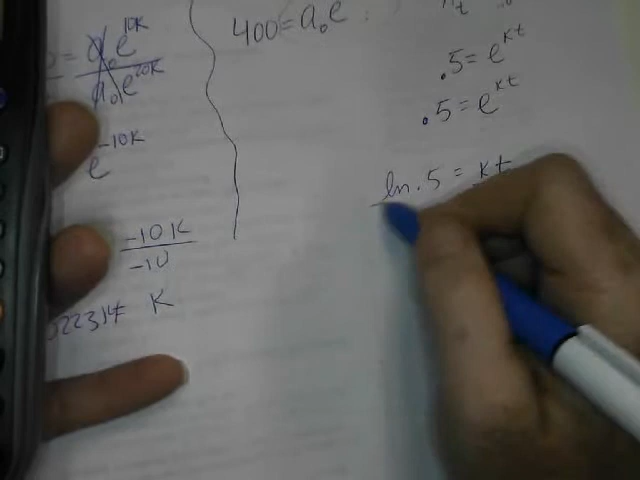 = a₀e^10K
a₀e^20K
e^-10K
-10K
-10
K
400 = a₀e
.5 = e^Kt
.5 = e^Kt
ln .5 = Kt